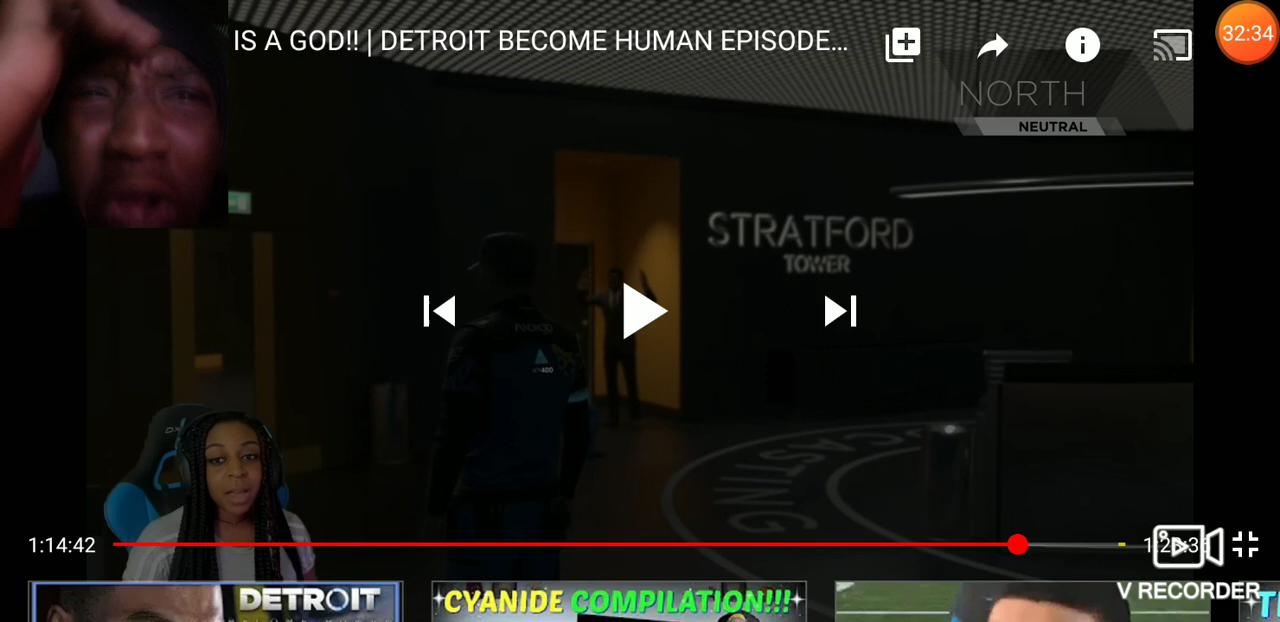 IS A GOD!! | DETROIT BECOME HUMAN EPISODE...
32:34
NORTH
NEUTRAL
STRATFORD
TOWER
CASTING
1:14:42
V RECORDER
DETROIT
CYANIDE COMPILATION!!!